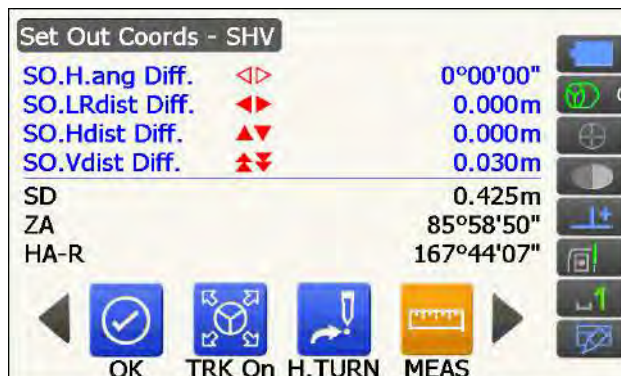 Set Out Coords - SHV
SO.H.ang Diff. 0°00'00"
SO.LRdist Diff. 0.000m
SO.Hdist Diff. 0.000m
SO.Vdist Diff. 0.030m
SD 0.425m
ZA 85°58'50"
HA-R 167°44'07"
OK TRK On H.TURN MEAS
1